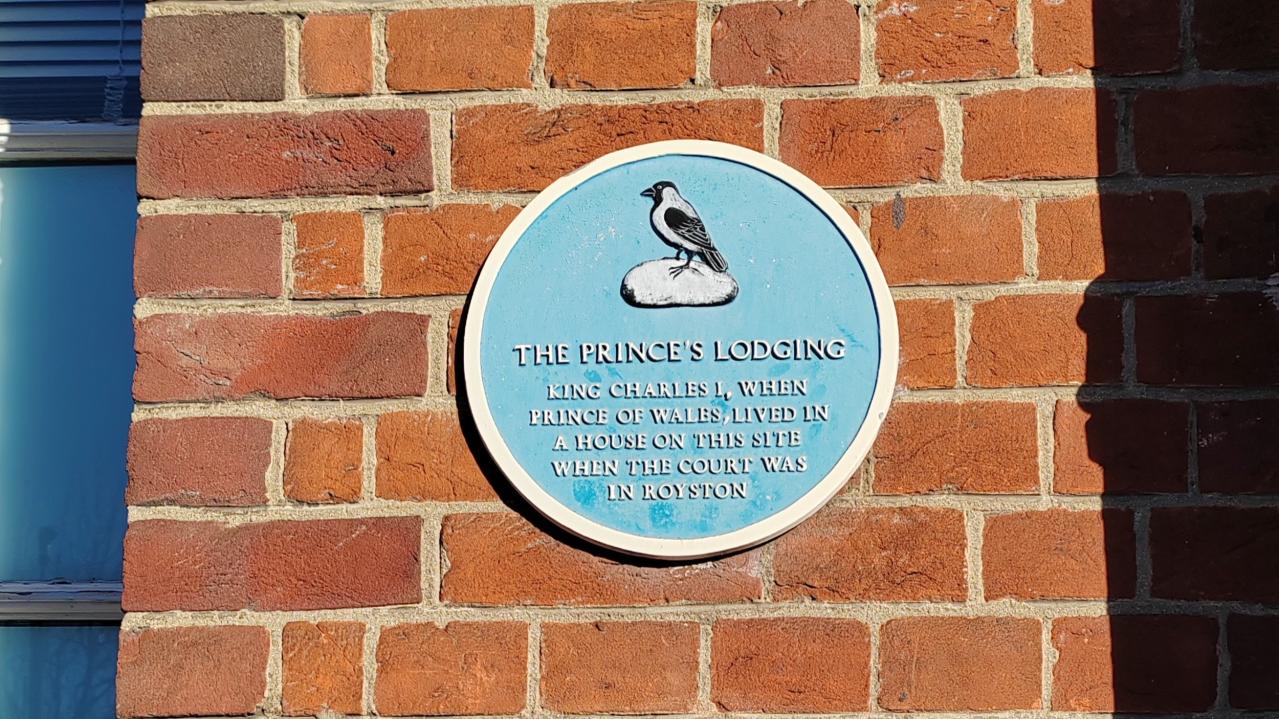 THE PRINCE'S LODGING
KING CHARLES I, WHEN
PRINCE OF WALES, LIVED IN
A HOUSE ON THIS SITE
WHEN THE COURT WAS
IN ROYSTON